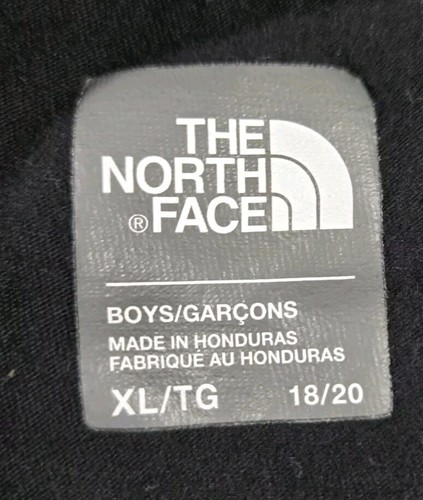 THE
NORTH
® FACE
BOYS/GARÇONS
MADE IN HONDURAS
FABRIQUÉ AU HONDURAS
XL/TG 18/20